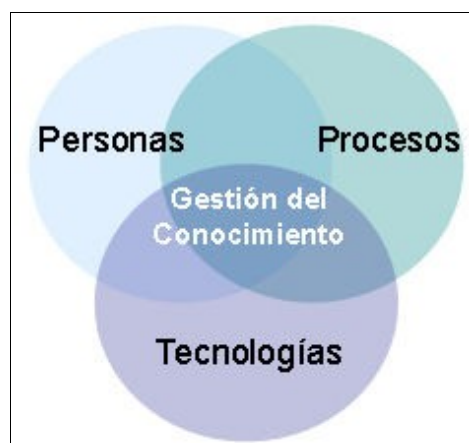 Personas
Procesos
Gestión del
Conocimiento
Tecnologías